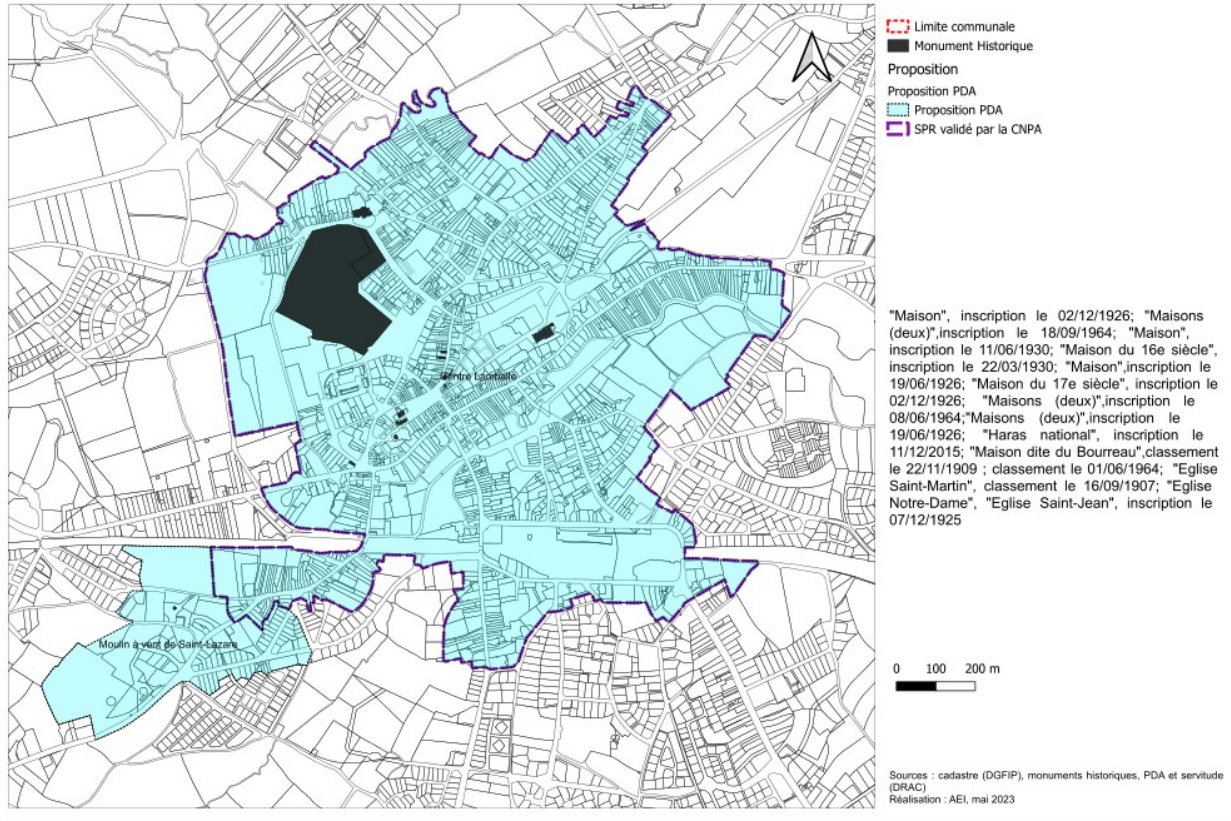 Limite communale
Monument Historique
Proposition
Proposition PDA
Proposition PDA
SPR validé par la CNPA
Centre Lamballe
Moulin à vent de Saint-Lazare
"Maison", inscription le 02/12/1926; "Maisons
(deux)",inscription le 18/09/1964; "Maison",
inscription le 11/06/1930; "Maison du 16e siècle",
inscription le 22/03/1930; "Maison",inscription le
19/06/1926; "Maison du 17e siècle", inscription le
02/12/1926; "Maisons (deux)",inscription le
08/06/1964;"Maisons (deux)",inscription le
19/06/1926; "Haras national", inscription le
11/12/2015; "Maison dite du Bourreau",classement
le 22/11/1909 ; classement le 01/06/1964; "Eglise
Saint-Martin", classement le 16/09/1907; "Eglise
Notre-Dame", "Eglise Saint-Jean", inscription le
07/12/1925
0 100 200 m
Sources : cadastre (DGFIP), monuments historiques, PDA et servitude
(DRAC)
Réalisation : AEI, mai 2023